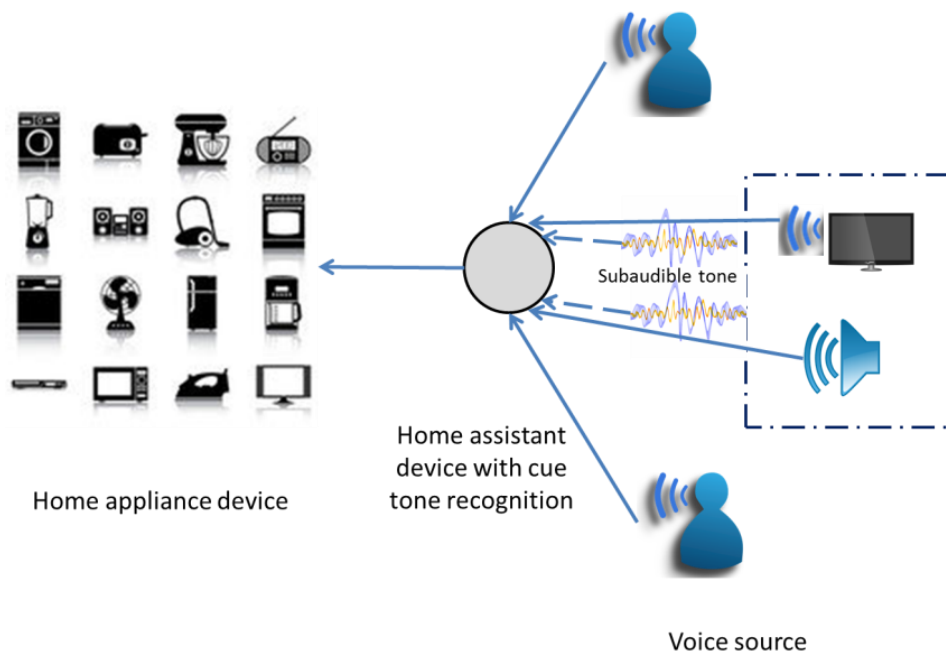 Subaudible tone
Home assistant
device with cue
tone recognition
Home appliance device
Voice source